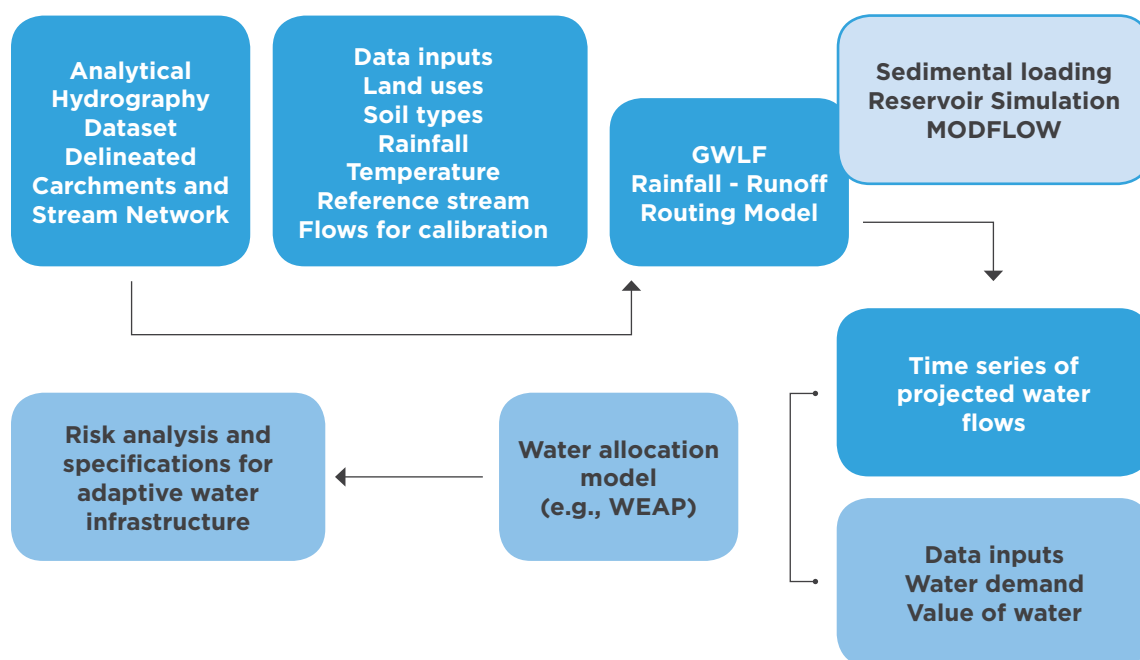 Analytical
Hydrography
Dataset
Delineated
Carchments and
Stream Network
Data inputs
Land uses
Soil types
Rainfall
Temperature
Reference stream
Flows for calibration
GWLF
Rainfall - Runoff
Routing Model
Sedimental loading
Reservoir Simulation
MODFLOW
Time series of
projected water
flows
Risk analysis and
specifications for
adaptive water
infrastructure
Water allocation
model
(e.g., WEAP)
Data inputs
Water demand
Value of water